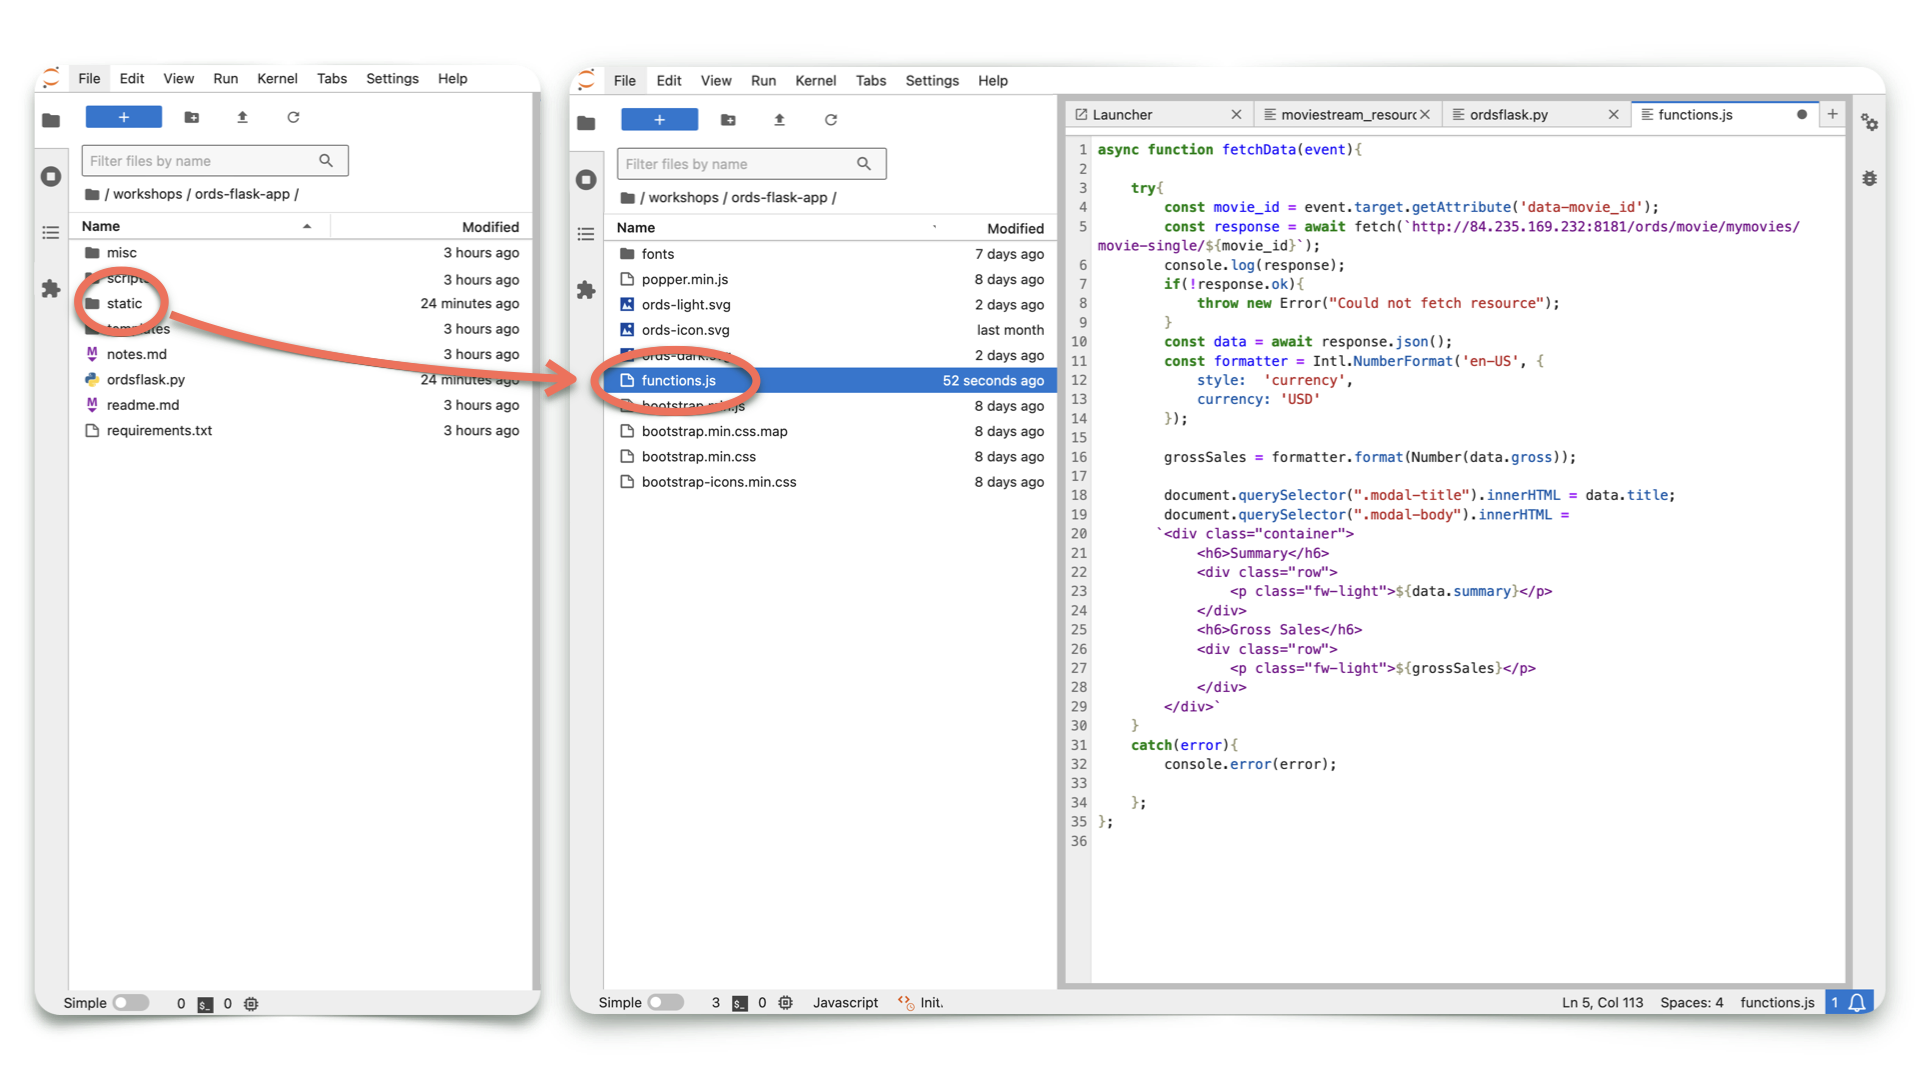 File Edit View Run Kernel Tabs Settings Help
+
Filter files by name
/ workshops / ords-flask-app /
Name Modified
misc 3 hours ago
scripts 3 hours ago
static 24 minutes ago
templates 3 hours ago
notes.md 3 hours ago
ordsflask.py 24 minutes ago
readme.md 3 hours ago
requirements.txt 3 hours ago
Simple 0 $_ 0
File Edit View Run Kernel Tabs Settings Help
+
Filter files by name
/ workshops / ords-flask-app /
Name Modified
fonts 7 days ago
popper.min.js 8 days ago
ords-light.svg 2 days ago
ords-icon.svg last month
ords-dark.svg 2 days ago
functions.js 52 seconds ago
bootstrap.min.js 8 days ago
bootstrap.min.css.map 8 days ago
bootstrap.min.css 8 days ago
bootstrap-icons.min.css 8 days ago
Launcher moviestream_resourc ordsflask.py functions.js +
1 async function fetchData(event){
2
3 try{
4 const movie_id = event.target.getAttribute('data-movie_id');
5 const response = await fetch(`http://84.235.169.232:8181/ords/movie/mymovies/
movie-single/${movie_id}`);
6 console.log(response);
7 if(!response.ok){
8 throw new Error("Could not fetch resource");
9 }
10 const data = await response.json();
11 const formatter = Intl.NumberFormat('en-US', {
12 style: 'currency',
13 currency: 'USD'
14 });
15
16 grossSales = formatter.format(Number(data.gross));
17
18 document.querySelector(".modal-title").innerHTML = data.title;
19 document.querySelector(".modal-body").innerHTML =
20 `<div class="container">
21 <h6>Summary</h6>
22 <div class="row">
23 <p class="fw-light">${data.summary}</p>
24 </div>
25 <h6>Gross Sales</h6>
26 <div class="row">
27 <p class="fw-light">${grossSales}</p>
28 </div>
29 </div>`
30 }
31 catch(error){
32 console.error(error);
33
34 };
35 };
36
Simple 3 $_ 0 Javascript Init. Ln 5, Col 113 Spaces: 4 functions.js 1